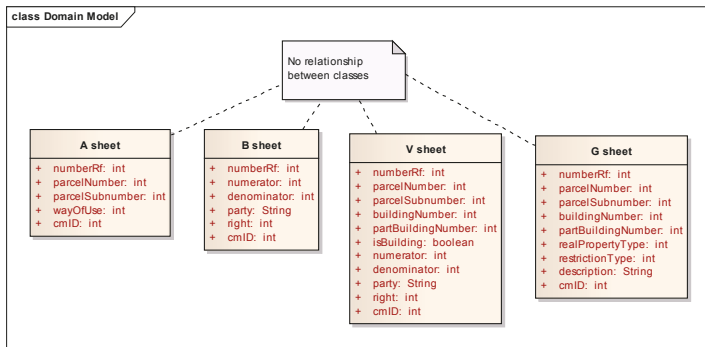 class Domain Model
No relationship
between classes
A sheet
+ numberRf: int
+ parcelNumber: int
+ parcelSubnumber: int
+ wayOfUse: int
+ cmID: int
B sheet
+ numberRf: int
+ numerator: int
+ denominator: int
+ party: String
+ right: int
+ cmID: int
V sheet
+ numberRf: int
+ parcelNumber: int
+ parcelSubnumber: int
+ buildingNumber: int
+ partBuildingNumber: int
+ isBuilding: boolean
+ numerator: int
+ denominator: int
+ party: String
+ right: int
+ cmID: int
G sheet
+ numberRf: int
+ parcelNumber: int
+ parcelSubnumber: int
+ buildingNumber: int
+ partBuildingNumber: int
+ realPropertyType: int
+ restrictionType: int
+ description: String
+ cmID: int